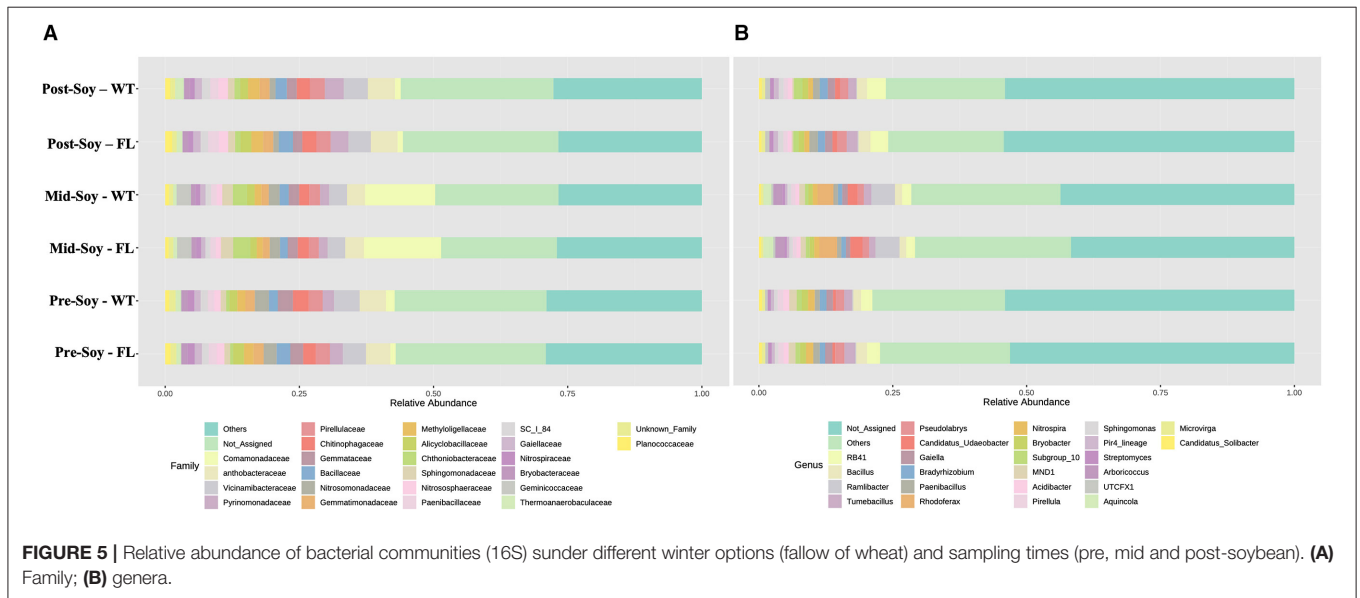 A
B
Post-Soy – WT
Post-Soy – FL
Mid-Soy - WT
Mid-Soy - FL
Pre-Soy - WT
Pre-Soy - FL
0.00 0.25 0.50 0.75 1.00
Relative Abundance
0.00 0.25 0.50 0.75 1.00
Relative Abundance
Family
Others Pirellulaceae Methyloligellaceae SC_I_84 Unknown_Family
Not_Assigned Chitinophagaceae Alicyclobacillaceae Gaiellaceae Planococcaceae
Comamonadaceae Gemmataceae Chthoniobacteraceae Nitrospiraceae
anthobacteraceae Bacillaceae Sphingomonadaceae Bryobacteraceae
Vicinamibacteraceae Nitrosomonadaceae Nitrososphaeraceae Geminicoccaceae
Pyrinomonadaceae Gemmatimonadaceae Paenibacillaceae Thermoanaerobaculaceae
Genus
Not_Assigned Pseudolabrys Nitrospira Sphingomonas Microvirga
Others Candidatus_Udaeobacter Bryobacter Pir4_lineage Candidatus_Solibacter
RB41 Gaiella Subgroup_10 Streptomyces
Bacillus Bradyrhizobium MND1 Arboricoccus
Ramlibacter Paenibacillus Acidibacter UTCFX1
Tumebacillus Rhodoferax Pirellula Aquincola
FIGURE 5 | Relative abundance of bacterial communities (16S) sunder different winter options (fallow of wheat) and sampling times (pre, mid and post-soybean). (A)
Family; (B) genera.